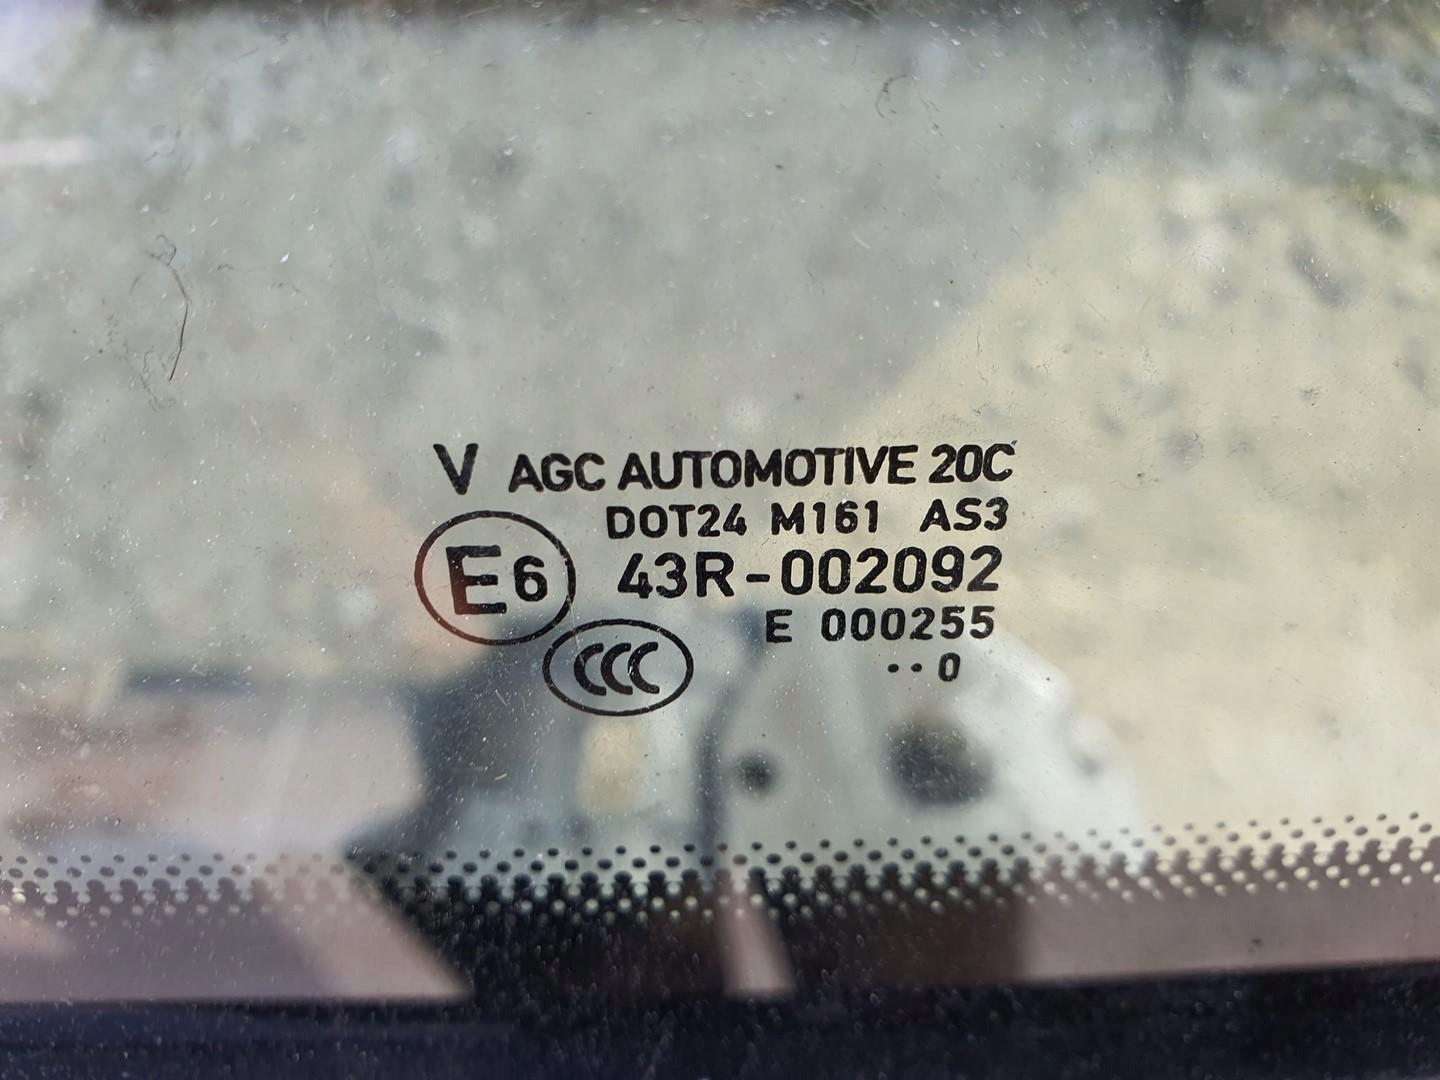 V AGC AUTOMOTIVE 20C
DOT24 M161 AS3
E6 43R-002092
E 000255
CCC ··0